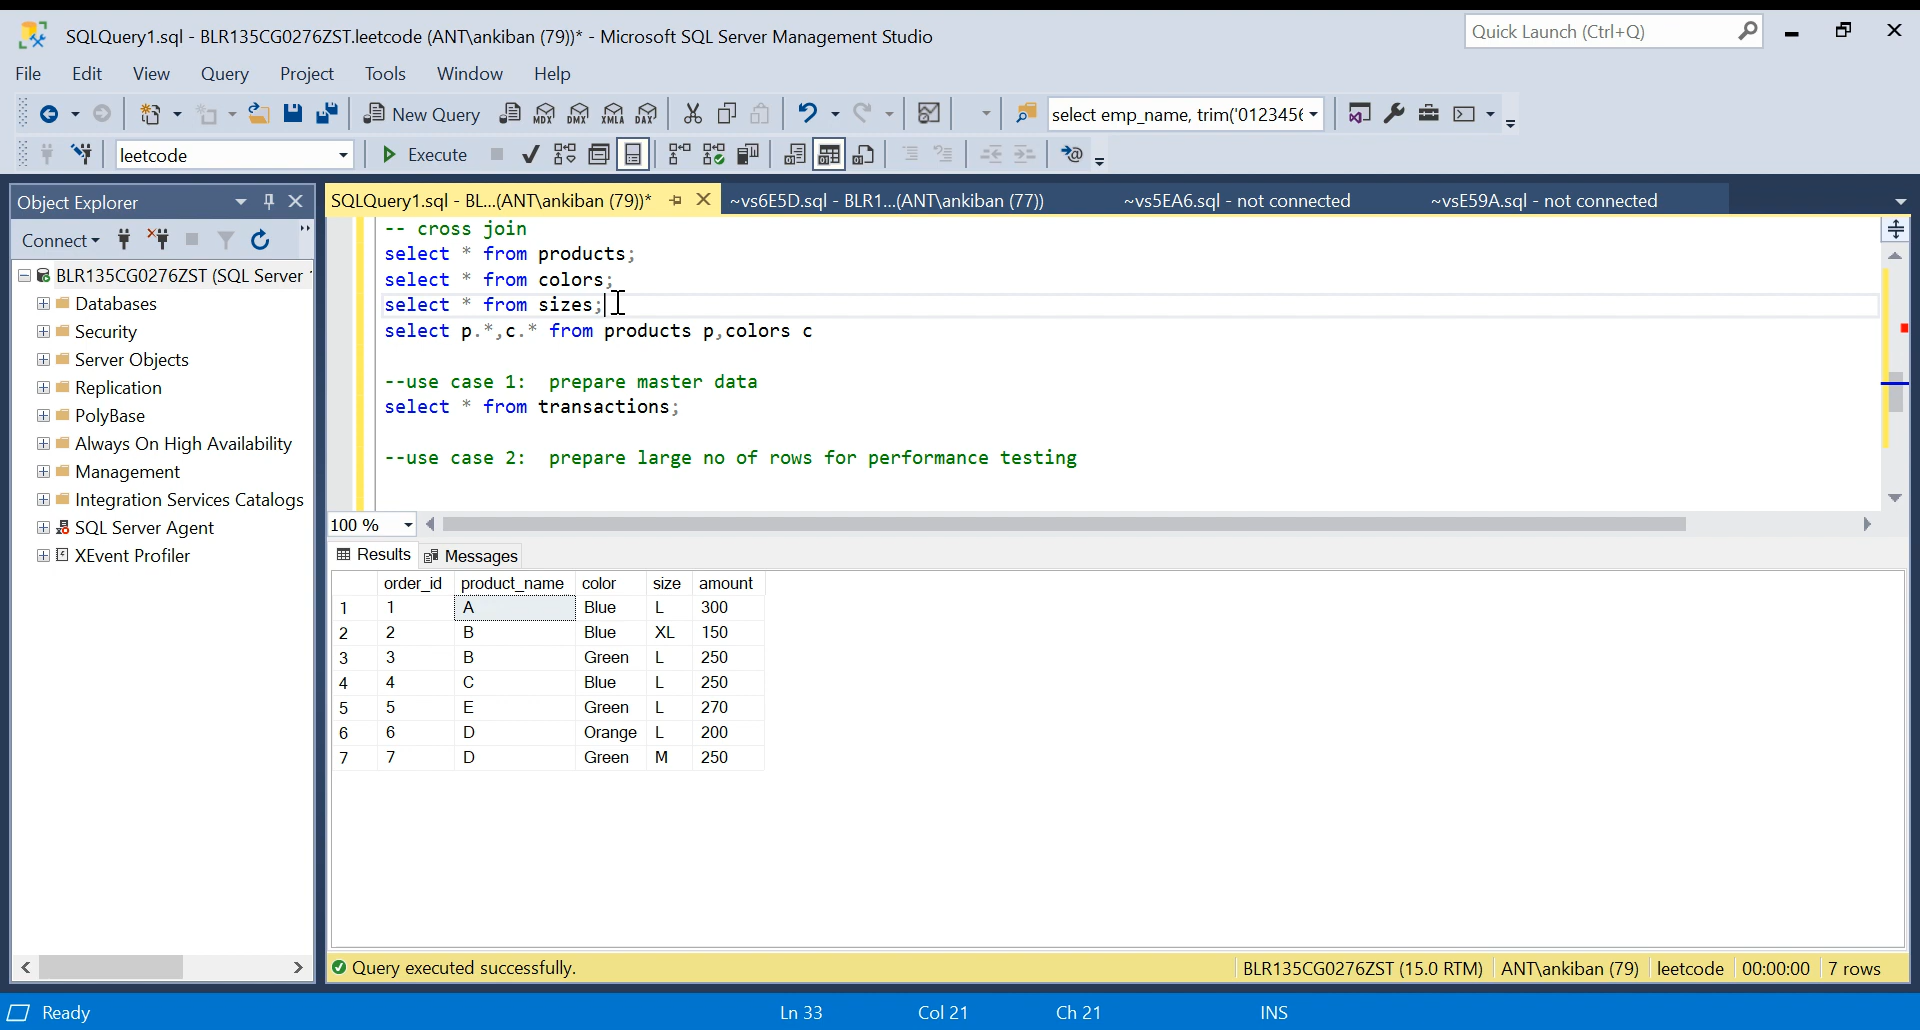 SQLQuery1.sql - BLR135CG0276ZST.leetcode (ANT\ankiban (79))* - Microsoft SQL Server Management Studio
Quick Launch (Ctrl+Q)
File Edit View Query Project Tools Window Help
New Query MDX DMX XMLA DAX select emp_name, trim('0123456
leetcode Execute
Object Explorer
SQLQuery1.sql - BL...(ANT\ankiban (79))* ~vs6E5D.sql - BLR1...(ANT\ankiban (77)) ~vs5EA6.sql - not connected ~vsE59A.sql - not connected
Connect
BLR135CG0276ZST (SQL Server
Databases
Security
Server Objects
Replication
PolyBase
Always On High Availability
Management
Integration Services Catalogs
SQL Server Agent
XEvent Profiler
-- cross join
select * from products;
select * from colors;
select * from sizes;
select p.*,c.* from products p,colors c
--use case 1: prepare master data
select * from transactions;
--use case 2: prepare large no of rows for performance testing
100 %
Results Messages
order_id product_name color size amount
1 1 A Blue L 300
2 2 B Blue XL 150
3 3 B Green L 250
4 4 C Blue L 250
5 5 E Green L 270
6 6 D Orange L 200
7 7 D Green M 250
Query executed successfully. BLR135CG0276ZST (15.0 RTM) ANT\ankiban (79) leetcode 00:00:00 7 rows
Ready Ln 33 Col 21 Ch 21 INS